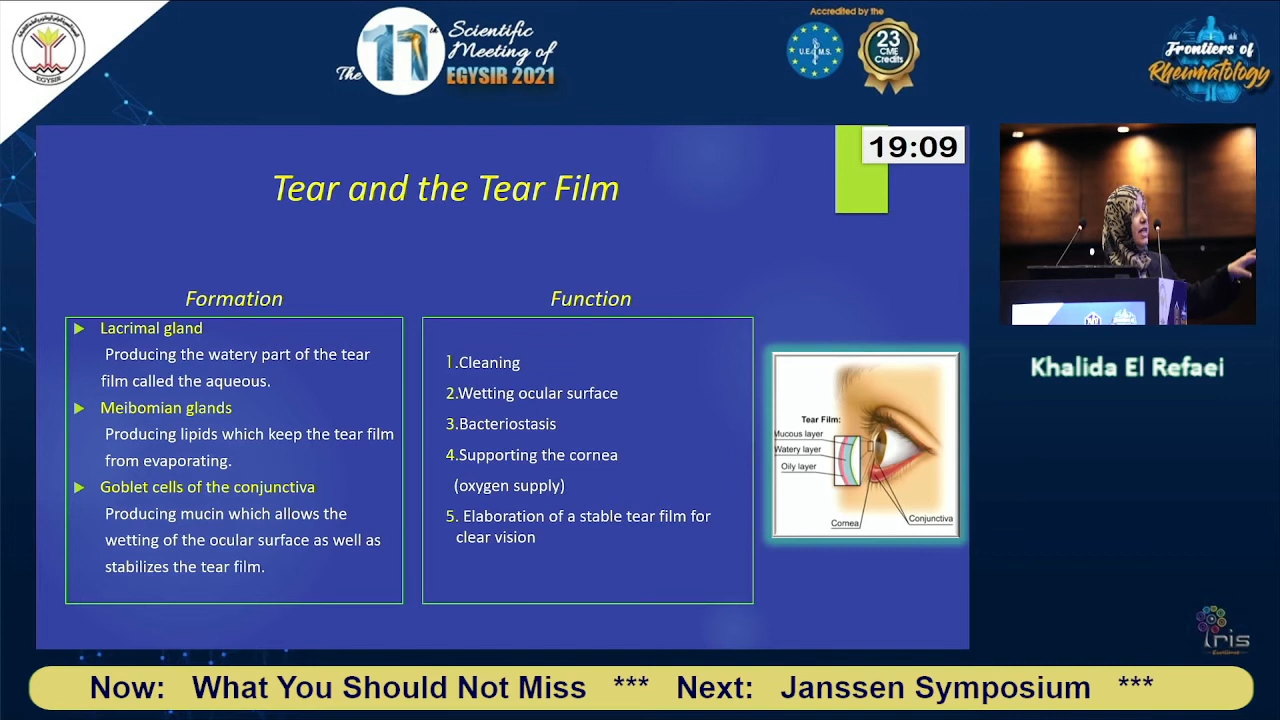 EGYSIR
The 11th
Scientific
Meeting of
EGYSIR 2021
Accredited by the
U.E.M.S.
23
CME
Credits
Frontiers of
Rheumatology
19:09
Tear and the Tear Film
Formation
Lacrimal gland
Producing the watery part of the tear
film called the aqueous.
Meibomian glands
Producing lipids which keep the tear film
from evaporating.
Goblet cells of the conjunctiva
Producing mucin which allows the
wetting of the ocular surface as well as
stabilizes the tear film.
Function
1.Cleaning
2.Wetting ocular surface
3.Bacteriostasis
4.Supporting the cornea
(oxygen supply)
5. Elaboration of a stable tear film for
clear vision
Tear Film:
Mucous layer
Watery layer
Oily layer
Cornea
Conjunctiva
Khalida El Refaei
Iris
Now: What You Should Not Miss *** Next: Janssen Symposium ***